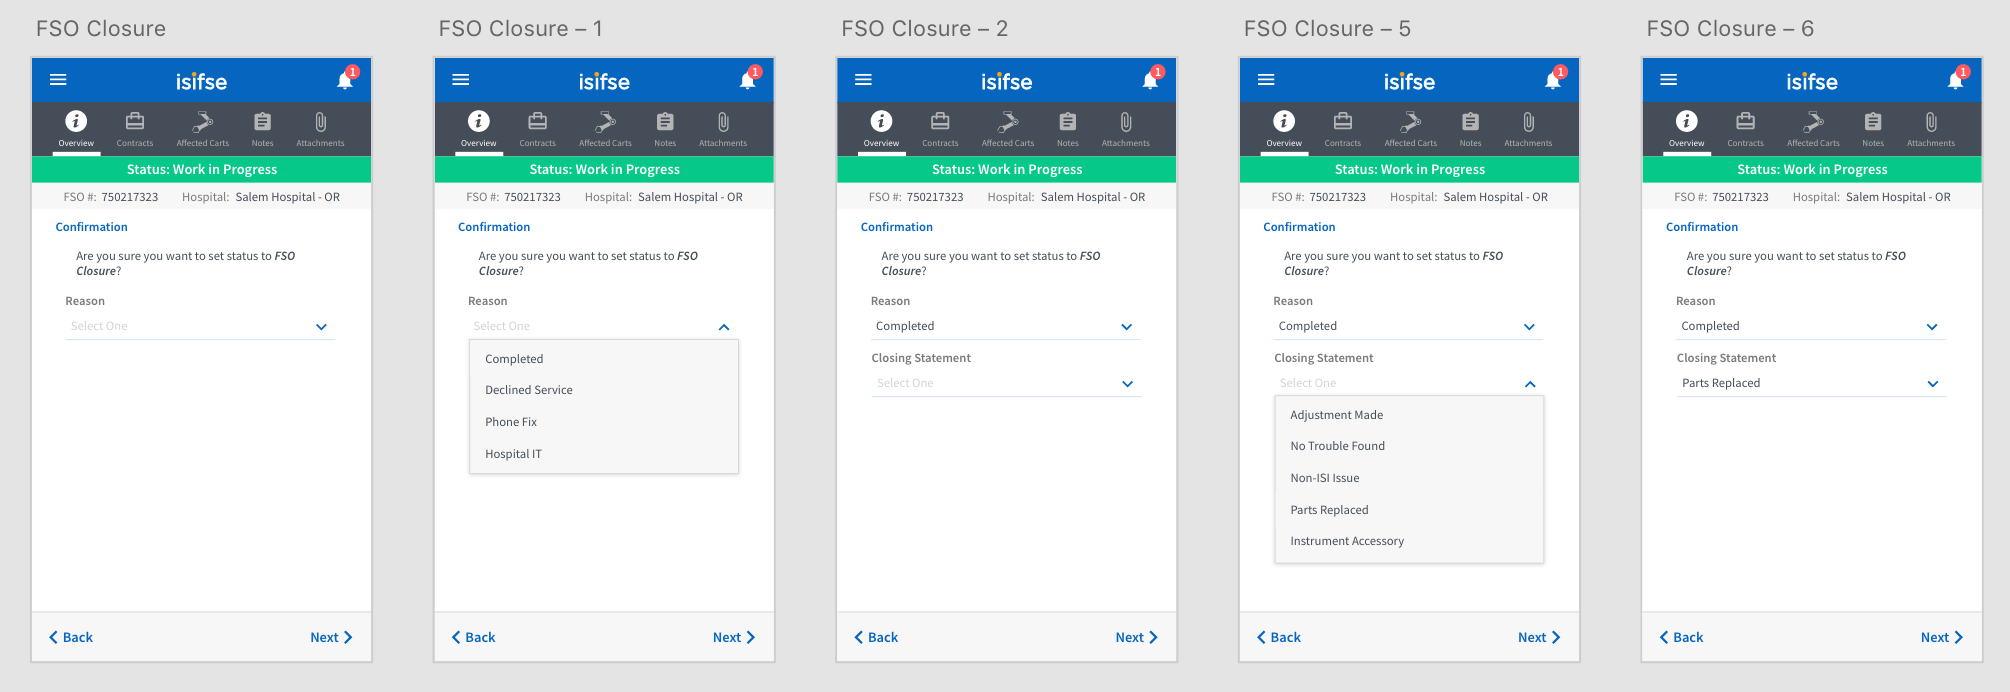 FSO Closure
isifse
1
Overview
Contracts
Affected Carts
Notes
Attachments
Status: Work in Progress
FSO #: 750217323 Hospital: Salem Hospital - OR
Confirmation
Are you sure you want to set status to FSO
Closure?
Reason
Select One
Back
Next
FSO Closure – 1
isifse
1
Overview
Contracts
Affected Carts
Notes
Attachments
Status: Work in Progress
FSO #: 750217323 Hospital: Salem Hospital - OR
Confirmation
Are you sure you want to set status to FSO
Closure?
Reason
Select One
Completed
Declined Service
Phone Fix
Hospital IT
Back
Next
FSO Closure – 2
isifse
1
Overview
Contracts
Affected Carts
Notes
Attachments
Status: Work in Progress
FSO #: 750217323 Hospital: Salem Hospital - OR
Confirmation
Are you sure you want to set status to FSO
Closure?
Reason
Completed
Closing Statement
Select One
Back
Next
FSO Closure – 5
isifse
1
Overview
Contracts
Affected Carts
Notes
Attachments
Status: Work in Progress
FSO #: 750217323 Hospital: Salem Hospital - OR
Confirmation
Are you sure you want to set status to FSO
Closure?
Reason
Completed
Closing Statement
Select One
Adjustment Made
No Trouble Found
Non-ISI Issue
Parts Replaced
Instrument Accessory
Back
Next
FSO Closure – 6
isifse
1
Overview
Contracts
Affected Carts
Notes
Attachments
Status: Work in Progress
FSO #: 750217323 Hospital: Salem Hospital - OR
Confirmation
Are you sure you want to set status to FSO
Closure?
Reason
Completed
Closing Statement
Parts Replaced
Back
Next